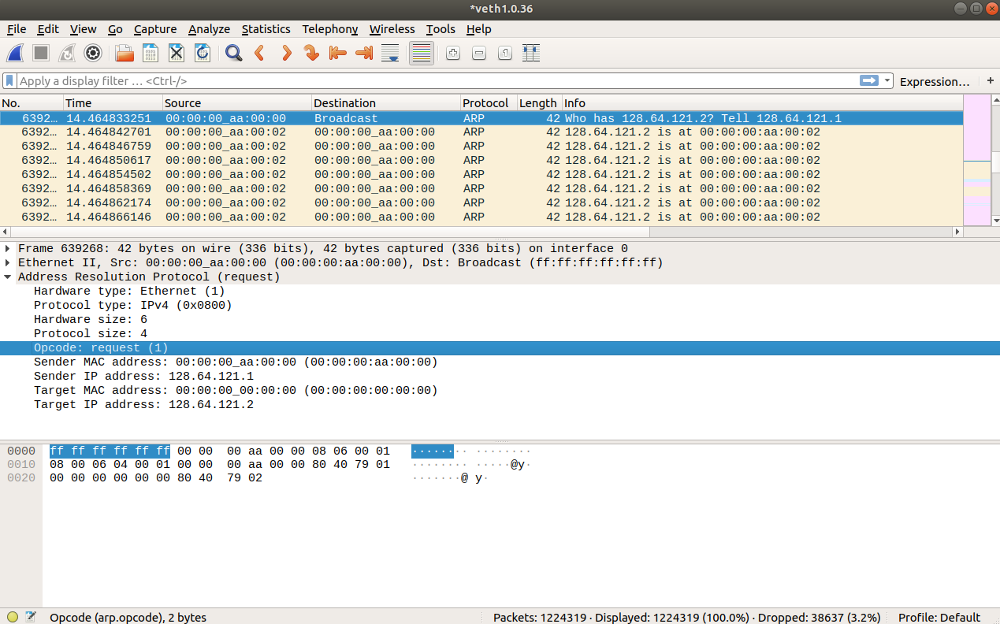 *veth1.0.36
File Edit View Go Capture Analyze Statistics Telephony Wireless Tools Help
Apply a display filter … <Ctrl-/> Expression… +
No. Time Source Destination Protocol Length Info
6392… 14.464833251 00:00:00_aa:00:00 Broadcast ARP 42 Who has 128.64.121.2? Tell 128.64.121.1
6392… 14.464842701 00:00:00_aa:00:02 00:00:00_aa:00:00 ARP 42 128.64.121.2 is at 00:00:00:aa:00:02
6392… 14.464846759 00:00:00_aa:00:02 00:00:00_aa:00:00 ARP 42 128.64.121.2 is at 00:00:00:aa:00:02
6392… 14.464850617 00:00:00_aa:00:02 00:00:00_aa:00:00 ARP 42 128.64.121.2 is at 00:00:00:aa:00:02
6392… 14.464854502 00:00:00_aa:00:02 00:00:00_aa:00:00 ARP 42 128.64.121.2 is at 00:00:00:aa:00:02
6392… 14.464858369 00:00:00_aa:00:02 00:00:00_aa:00:00 ARP 42 128.64.121.2 is at 00:00:00:aa:00:02
6392… 14.464862174 00:00:00_aa:00:02 00:00:00_aa:00:00 ARP 42 128.64.121.2 is at 00:00:00:aa:00:02
6392… 14.464866146 00:00:00_aa:00:02 00:00:00_aa:00:00 ARP 42 128.64.121.2 is at 00:00:00:aa:00:02
Frame 639268: 42 bytes on wire (336 bits), 42 bytes captured (336 bits) on interface 0
Ethernet II, Src: 00:00:00_aa:00:00 (00:00:00:aa:00:00), Dst: Broadcast (ff:ff:ff:ff:ff:ff)
Address Resolution Protocol (request)
Hardware type: Ethernet (1)
Protocol type: IPv4 (0x0800)
Hardware size: 6
Protocol size: 4
Opcode: request (1)
Sender MAC address: 00:00:00_aa:00:00 (00:00:00:aa:00:00)
Sender IP address: 128.64.121.1
Target MAC address: 00:00:00_00:00:00 (00:00:00:00:00:00)
Target IP address: 128.64.121.2
0000 ff ff ff ff ff ff 00 00 00 aa 00 00 08 06 00 01 ········ ········
0010 08 00 06 04 00 01 00 00 00 aa 00 00 80 40 79 01 ········ ·····@y·
0020 00 00 00 00 00 00 80 40 79 02 ·······@ y·
Opcode (arp.opcode), 2 bytes Packets: 1224319 · Displayed: 1224319 (100.0%) · Dropped: 38637 (3.2%) Profile: Default